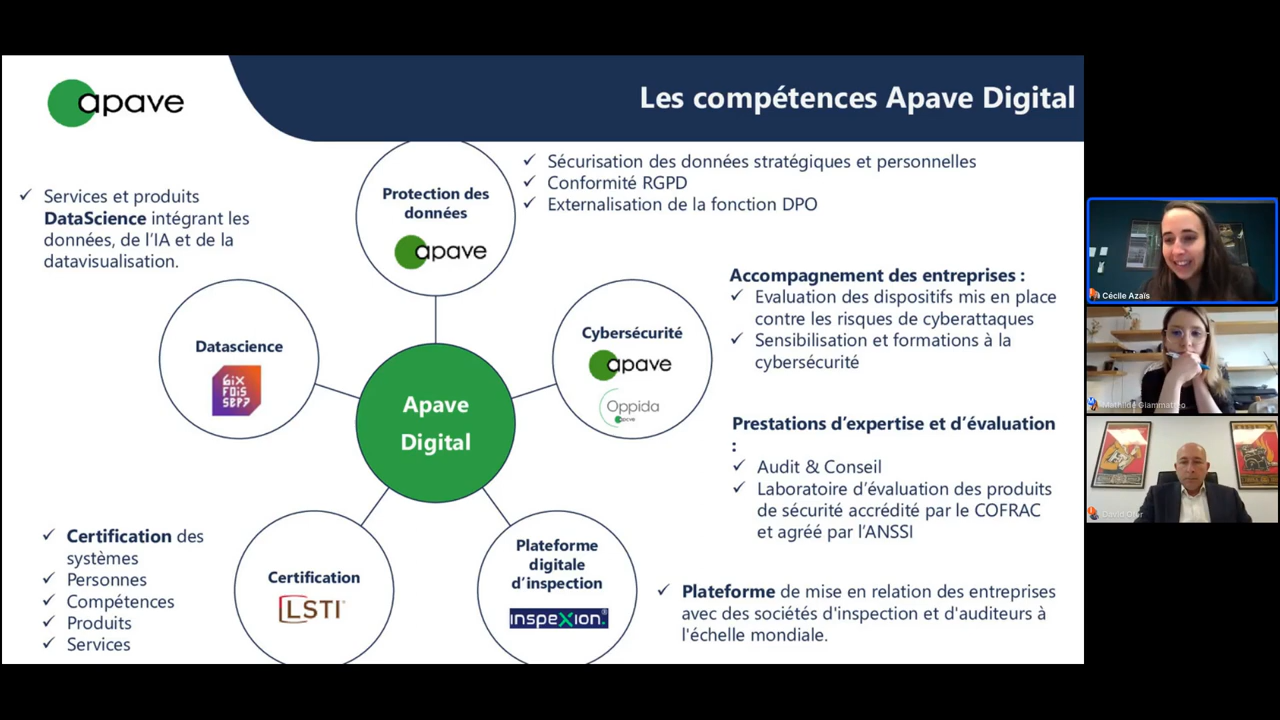 apave
Les compétences Apave Digital
✓ Services et produits
DataScience intégrant les
données, de l'IA et de la
datavisualisation.
Protection des
données
apave
✓ Sécurisation des données stratégiques et personnelles
✓ Conformité RGPD
✓ Externalisation de la fonction DPO
Datascience
SiX
FOiS
SEPT
Cybersécurité
apave
Oppida
apave
Accompagnement des entreprises :
✓ Evaluation des dispositifs mis en place
contre les risques de cyberattaques
✓ Sensibilisation et formations à la
cybersécurité
Apave
Digital
Prestations d'expertise et d'évaluation
:
✓ Audit & Conseil
✓ Laboratoire d'évaluation des produits
de sécurité accrédité par le COFRAC
et agréé par l'ANSSI
✓ Certification des
systèmes
✓ Personnes
✓ Compétences
✓ Produits
✓ Services
Certification
LSTI®
Plateforme
digitale
d'inspection
inspeXion®
✓ Plateforme de mise en relation des entreprises
avec des sociétés d'inspection et d'auditeurs à
l'échelle mondiale.
Cécile Azaïs
Mathilde Giammatteo